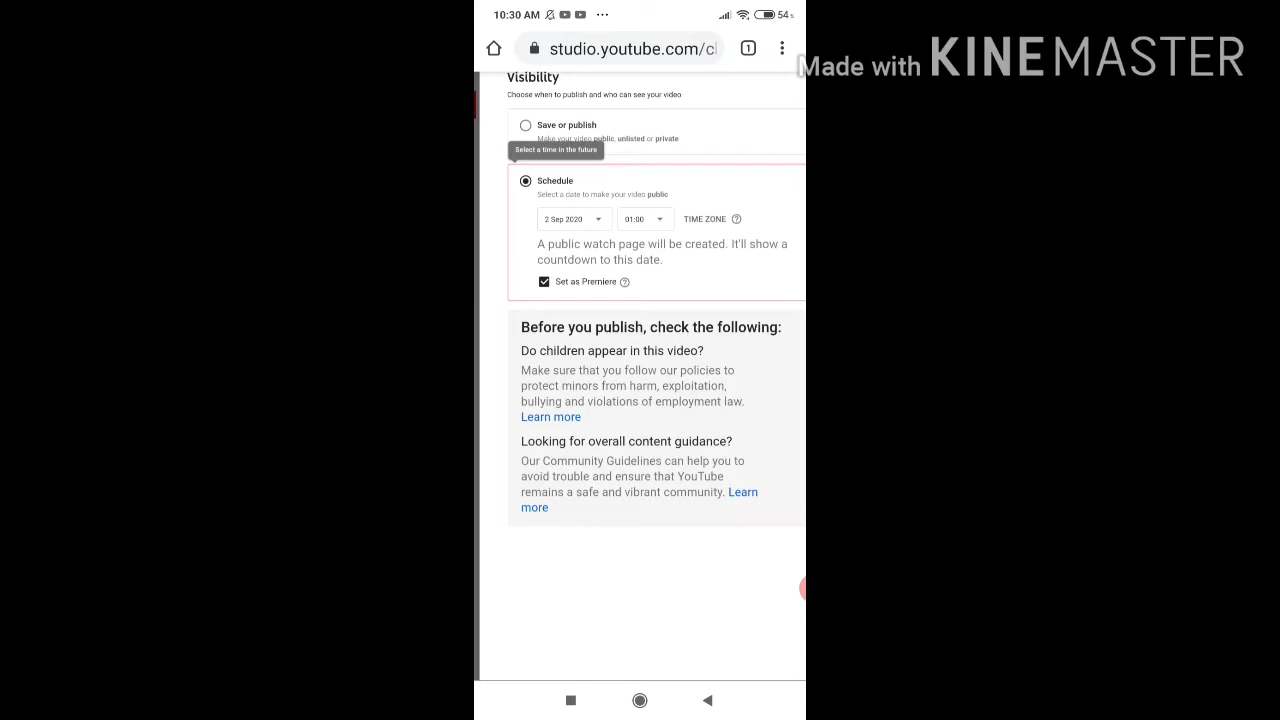 10:30 AM
54
studio.youtube.com/cl
1
Made with KINEMASTER
Visibility
Choose when to publish and who can see your video
Save or publish
Make your video public, unlisted or private
Select a time in the future
Schedule
Select a date to make your video public
2 Sep 2020
01:00
TIME ZONE
A public watch page will be created. It'll show a
countdown to this date.
Set as Premiere
Before you publish, check the following:
Do children appear in this video?
Make sure that you follow our policies to
protect minors from harm, exploitation,
bullying and violations of employment law.
Learn more
Looking for overall content guidance?
Our Community Guidelines can help you to
avoid trouble and ensure that YouTube
remains a safe and vibrant community. Learn
more